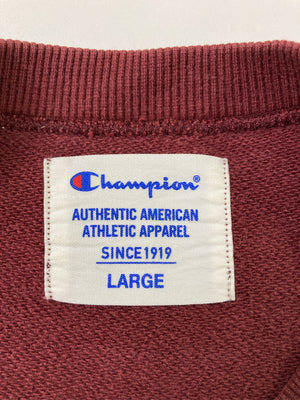 Champion®
AUTHENTIC AMERICAN
ATHLETIC APPAREL
SINCE1919
LARGE